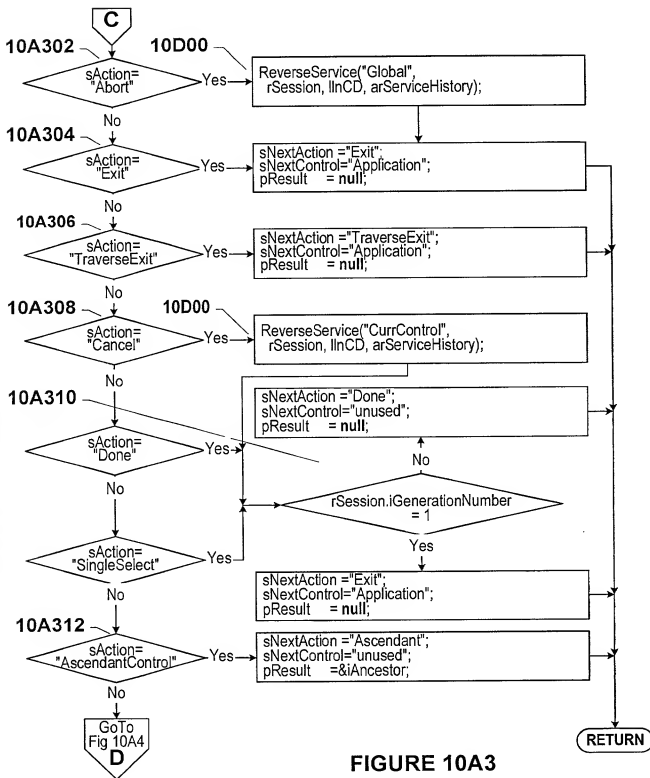 C
10A302
10D00
sAction=
"Abort"
Yes
ReverseService("Global",
rSession, IInCD, arServiceHistory);
No
10A304
sAction=
"Exit"
Yes
sNextAction ="Exit";
sNextControl="Application";
pResult = null;
No
10A306
sAction=
"TraverseExit"
Yes
sNextAction ="TraverseExit";
sNextControl="Application";
pResult = null;
No
10A308
10D00
sAction=
"Cancel"
Yes
ReverseService("CurrControl",
rSession, IInCD, arServiceHistory);
No
10A310
sNextAction ="Done";
sNextControl="unused";
pResult = null;
sAction=
"Done"
Yes
No
No
rSession.iGenerationNumber
= 1
sAction=
"SingleSelect"
Yes
Yes
sNextAction ="Exit";
sNextControl="Application";
pResult = null;
No
10A312
sAction=
"AscendantControl"
Yes
sNextAction ="Ascendant";
sNextControl="unused";
pResult =&iAncestor;
No
GoTo
Fig 10A4
D
RETURN
FIGURE 10A3